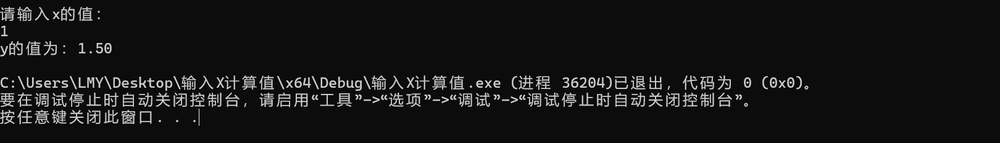 请输入x的值：
1
y的值为：1.50
C:\Users\LMY\Desktop\输入X计算值\x64\Debug\输入X计算值.exe (进程 36204)已退出，代码为 0 (0x0)。
要在调试停止时自动关闭控制台，请启用“工具”->“选项”->“调试”->“调试停止时自动关闭控制台”。
按任意键关闭此窗口. . .